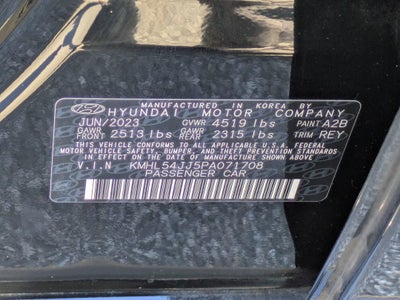 MANUFACTURED IN KOREA BY
HYUNDAI MOTOR COMPANY
JUN/2023 GVWR 4519 lbs PAINT A2B
GAWR FRONT 2513 lbs GAWR REAR 2315 lbs TRIM REY
THIS VEHICLE CONFORMS TO ALL APPLICABLE U.S.A. FEDERAL
MOTOR VEHICLE SAFETY, BUMPER, AND THEFT PREVENTION STANDARDS
IN EFFECT ON THE DATE OF MANUFACTURE SHOWN ABOVE.
V.I.N KMHL54JJ5PA071708
PASSENGER CAR